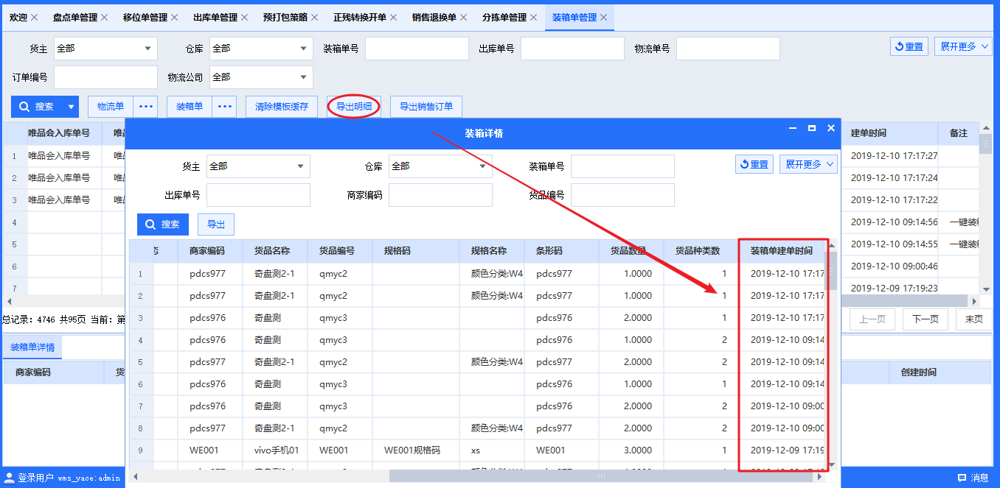 欢迎 盘点单管理 移位单管理 出库单管理 预打包策略 正残转换开单 销售退换单 分拣单管理 装箱单管理
货主 全部 仓库 全部 装箱单号 出库单号 物流单号 重置 展开更多
订单编号 物流公司 全部
搜索 物流单 ••• 装箱单 ••• 清除模板缓存 导出明细 导出销售订单
唯品会入库单号 唯 建单时间 备注
1 唯品会入库单号 唯 2019-12-10 17:17:27
2 唯品会入库单号 唯 2019-12-10 17:17:24
3 唯品会入库单号 唯 2019-12-10 17:17:22
4 2019-12-10 09:14:56 一键装箱
5 2019-12-10 09:14:55 一键装箱
6 2019-12-10 09:00:46
7 2019-12-09 17:19:23
总记录: 4746 共95页 当前: 第 上一页 下一页 末页
装箱单详情
商家编码 货 创建时间
装箱详情
货主 全部 仓库 全部 装箱单号 重置 展开更多
出库单号 商家编码 货品编号
搜索 导出
态 商家编码 货品名称 货品编号 规格码 规格名称 条形码 货品数量 货品种类数 装箱单建单时间
1 pdcs977 奇盘测2-1 qmyc2 颜色分类:W4 pdcs977 1.0000 1 2019-12-10 17:17
2 pdcs977 奇盘测2-1 qmyc2 颜色分类:W4 pdcs977 1.0000 1 2019-12-10 17:17
3 pdcs976 奇盘测 qmyc3 pdcs976 2.0000 1 2019-12-10 17:17
4 pdcs976 奇盘测 qmyc3 pdcs976 1.0000 2 2019-12-10 09:14
5 pdcs977 奇盘测2-1 qmyc2 颜色分类:W4 pdcs977 2.0000 2 2019-12-10 09:14
6 pdcs976 奇盘测 qmyc3 pdcs976 1.0000 1 2019-12-10 09:14
7 pdcs976 奇盘测 qmyc3 pdcs976 2.0000 2 2019-12-10 09:00
8 pdcs977 奇盘测2-1 qmyc2 颜色分类:W4 pdcs977 2.0000 2 2019-12-10 09:00
9 WE001 vivo手机01 WE001 WE001规格码 xs WE001 3.0000 1 2019-12-09 17:19
登录用户 wms_yace:admin 消息